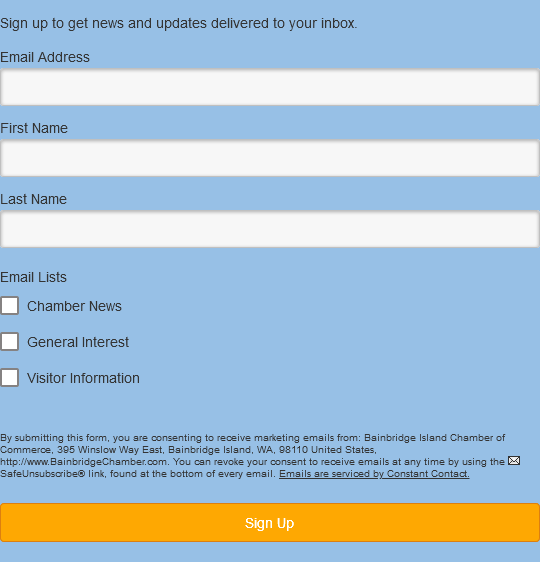 Sign up to get news and updates delivered to your inbox.
Email Address
First Name
Last Name
Email Lists
Chamber News
General Interest
Visitor Information
By submitting this form, you are consenting to receive marketing emails from: Bainbridge Island Chamber of
Commerce, 395 Winslow Way East, Bainbridge Island, WA, 98110 United States,
http://www.BainbridgeChamber.com. You can revoke your consent to receive emails at any time by using the
SafeUnsubscribe® link, found at the bottom of every email. Emails are serviced by Constant Contact.
Sign Up